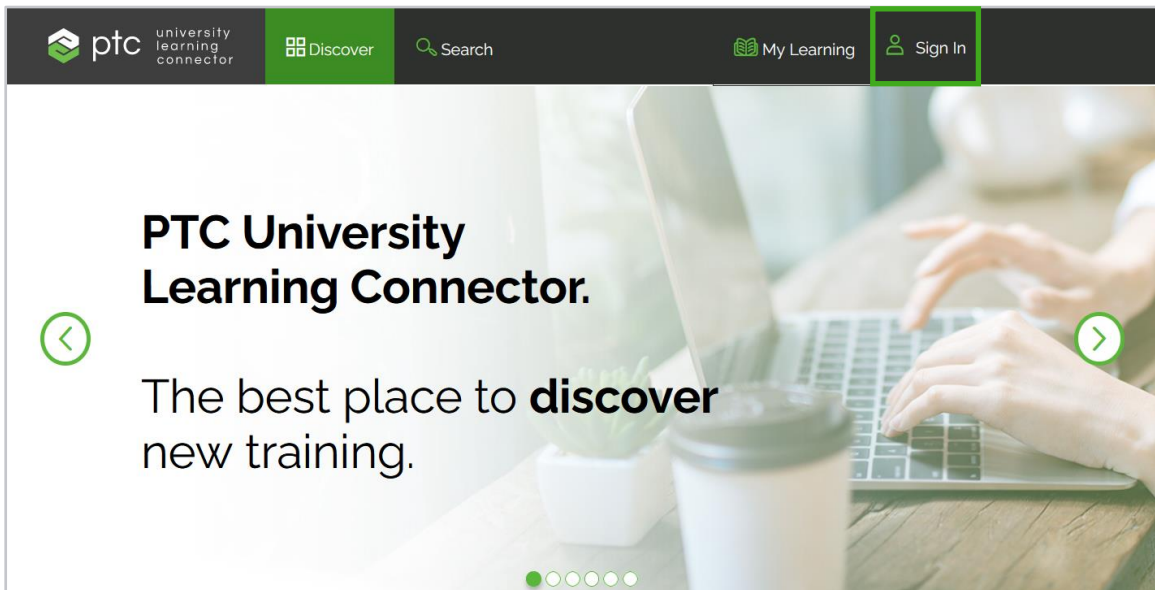 ptc university
learning
connector
Discover
Search
My Learning
Sign In
PTC University
Learning Connector.
The best place to discover
new training.